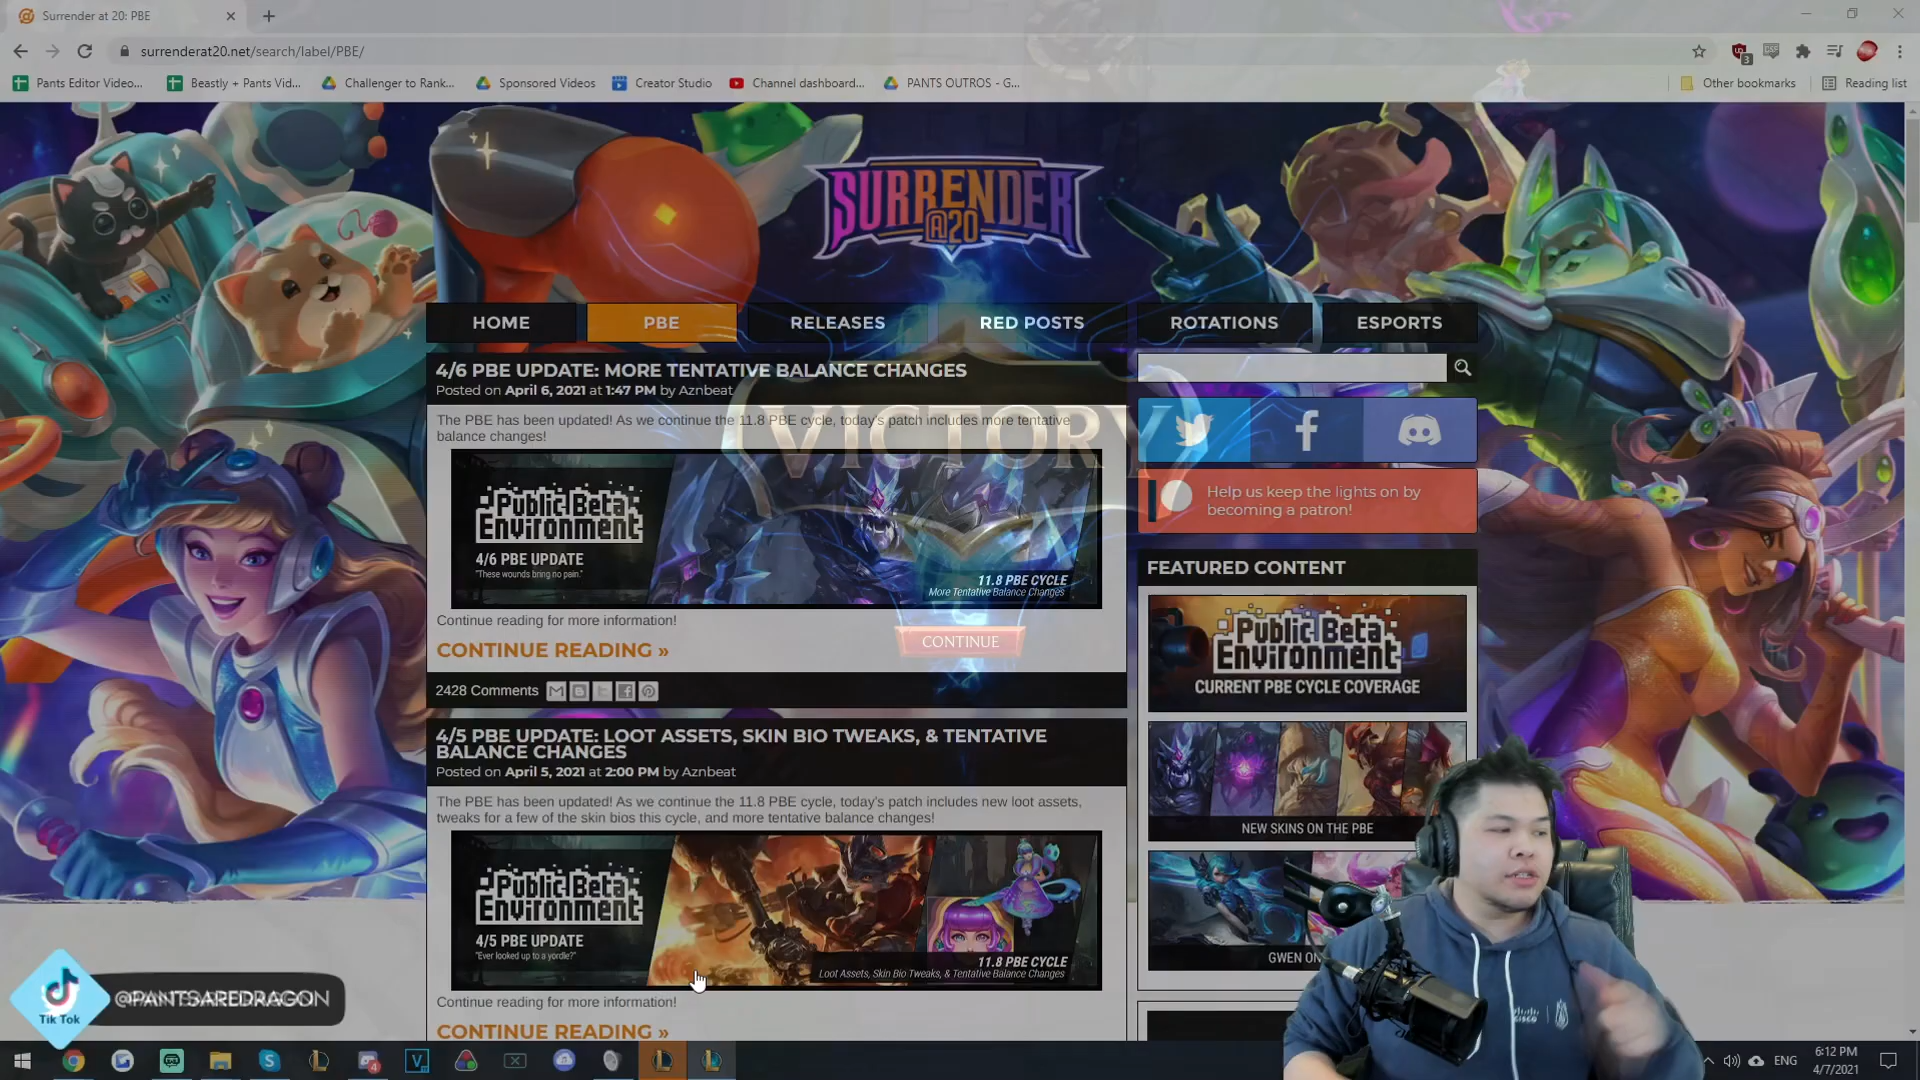 Surrender at 20: PBE
surrenderat20.net/search/label/PBE/
Pants Editor Video...
Beastly + Pants Vid...
Challenger to Rank...
Sponsored Videos
Creator Studio
Channel dashboard...
PANTS OUTROS - G...
Other bookmarks
Reading list
SURRENDER
@20
HOME
PBE
RELEASES
RED POSTS
ROTATIONS
ESPORTS
4/6 PBE UPDATE: MORE TENTATIVE BALANCE CHANGES
Posted on April 6, 2021 at 1:47 PM by Aznbeat
The PBE has been updated! As we continue the 11.8 PBE cycle, today's patch includes more tentative
balance changes!
VICTORY
Public Beta
Environment
4/6 PBE UPDATE
"These wounds bring no pain."
11.8 PBE CYCLE
More Tentative Balance Changes
Continue reading for more information!
CONTINUE READING »
CONTINUE
2428 Comments
4/5 PBE UPDATE: LOOT ASSETS, SKIN BIO TWEAKS, & TENTATIVE
BALANCE CHANGES
Posted on April 5, 2021 at 2:00 PM by Aznbeat
The PBE has been updated! As we continue the 11.8 PBE cycle, today's patch includes new loot assets,
tweaks for a few of the skin bios this cycle, and more tentative balance changes!
Public Beta
Environment
4/5 PBE UPDATE
"Ever looked up to a yordle?"
11.8 PBE CYCLE
Loot Assets, Skin Bio Tweaks, & Tentative Balance Changes
Continue reading for more information!
CONTINUE READING »
Help us keep the lights on by
becoming a patron!
FEATURED CONTENT
Public Beta
Environment
CURRENT PBE CYCLE COVERAGE
NEW SKINS ON THE PBE
GWEN ON
Tik Tok
@PANTSAREDRAGON
ENG
6:12 PM
4/7/2021